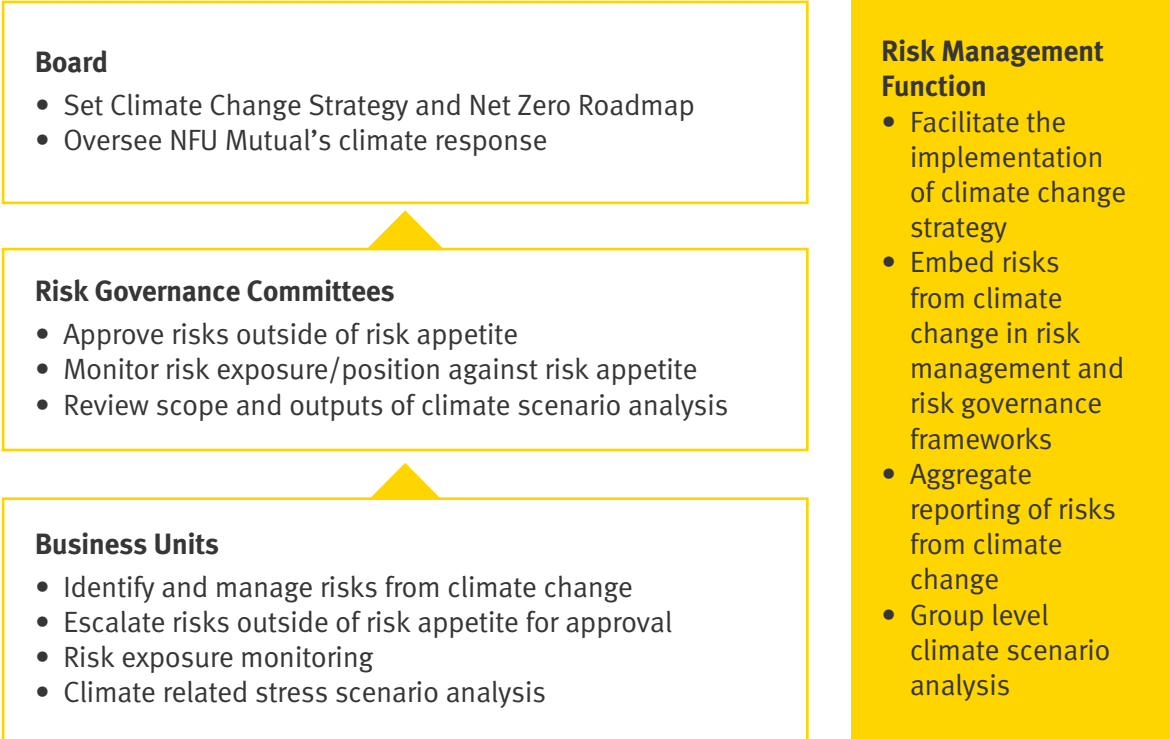 Board
• Set Climate Change Strategy and Net Zero Roadmap
• Oversee NFU Mutual’s climate response
Risk Governance Committees
• Approve risks outside of risk appetite
• Monitor risk exposure/position against risk appetite
• Review scope and outputs of climate scenario analysis
Business Units
• Identify and manage risks from climate change
• Escalate risks outside of risk appetite for approval
• Risk exposure monitoring
• Climate related stress scenario analysis
Risk Management
Function
• Facilitate the
implementation
of climate change
strategy
• Embed risks
from climate
change in risk
management and
risk governance
frameworks
• Aggregate
reporting of risks
from climate
change
• Group level
climate scenario
analysis